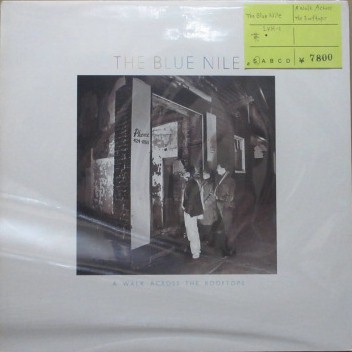 The Blue Nile
A Walk Across
The Rooftops
S A B C D
¥ 7800
THE BLUE NILE
A WALK ACROSS THE ROOFTOPS